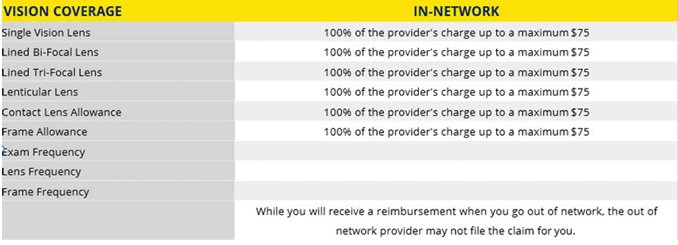 VISION COVERAGE IN-NETWORK
Single Vision Lens 100% of the provider's charge up to a maximum $75
Lined Bi-Focal Lens 100% of the provider's charge up to a maximum $75
Lined Tri-Focal Lens 100% of the provider's charge up to a maximum $75
Lenticular Lens 100% of the provider's charge up to a maximum $75
Contact Lens Allowance 100% of the provider's charge up to a maximum $75
Frame Allowance 100% of the provider's charge up to a maximum $75
Exam Frequency
Lens Frequency
Frame Frequency
While you will receive a reimbursement when you go out of network, the out of
network provider may not file the claim for you.